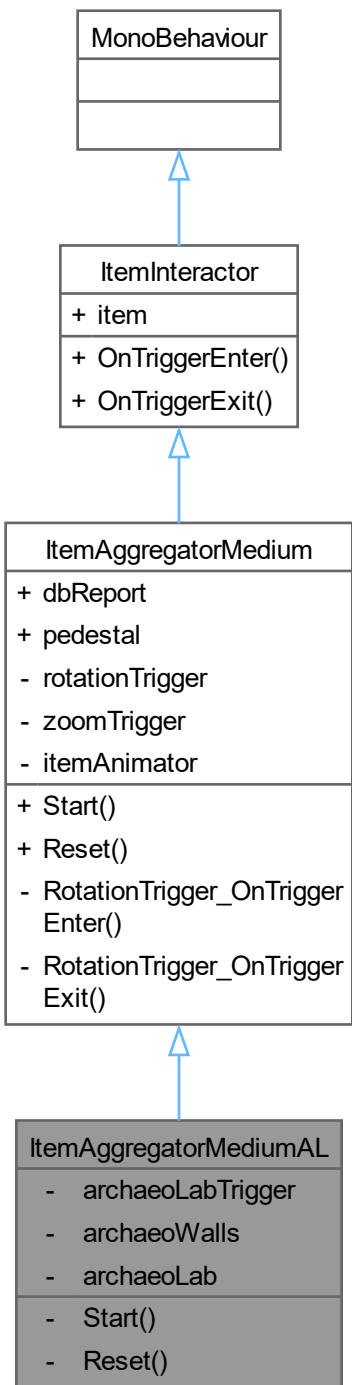 MonoBehaviour
ItemInteractor
+ item
+ OnTriggerEnter()
+ OnTriggerExit()
ItemAggregatorMedium
+ dbReport
+ pedestal
- rotationTrigger
- zoomTrigger
- itemAnimator
+ Start()
+ Reset()
- RotationTrigger_OnTrigger
Enter()
- RotationTrigger_OnTrigger
Exit()
ItemAggregatorMediumAL
- archaeoLabTrigger
- archaeoWalls
- archaeoLab
- Start()
- Reset()